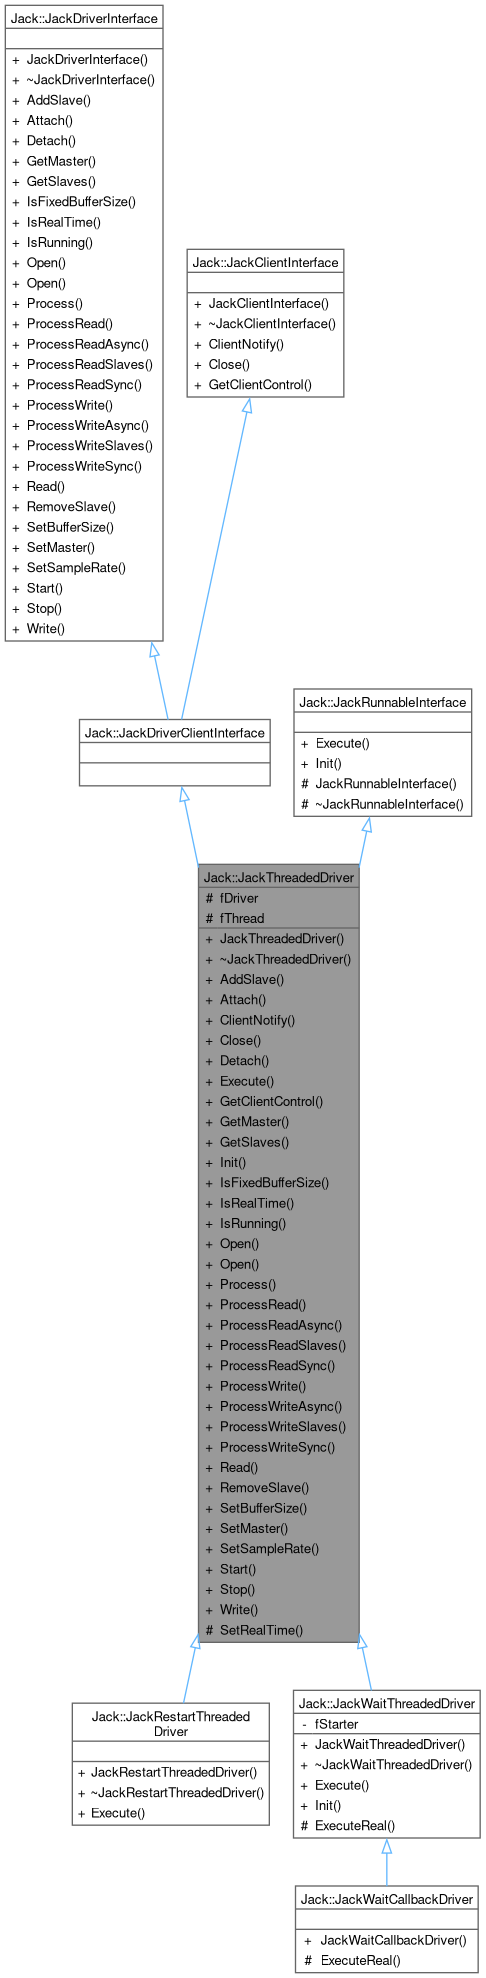 Jack::JackDriverInterface
+ JackDriverInterface()
+ ~JackDriverInterface()
+ AddSlave()
+ Attach()
+ Detach()
+ GetMaster()
+ GetSlaves()
+ IsFixedBufferSize()
+ IsRealTime()
+ IsRunning()
+ Open()
+ Open()
+ Process()
+ ProcessRead()
+ ProcessReadAsync()
+ ProcessReadSlaves()
+ ProcessReadSync()
+ ProcessWrite()
+ ProcessWriteAsync()
+ ProcessWriteSlaves()
+ ProcessWriteSync()
+ Read()
+ RemoveSlave()
+ SetBufferSize()
+ SetMaster()
+ SetSampleRate()
+ Start()
+ Stop()
+ Write()
Jack::JackClientInterface
+ JackClientInterface()
+ ~JackClientInterface()
+ ClientNotify()
+ Close()
+ GetClientControl()
Jack::JackDriverClientInterface
Jack::JackRunnableInterface
+ Execute()
+ Init()
# JackRunnableInterface()
# ~JackRunnableInterface()
Jack::JackThreadedDriver
# fDriver
# fThread
+ JackThreadedDriver()
+ ~JackThreadedDriver()
+ AddSlave()
+ Attach()
+ ClientNotify()
+ Close()
+ Detach()
+ Execute()
+ GetClientControl()
+ GetMaster()
+ GetSlaves()
+ Init()
+ IsFixedBufferSize()
+ IsRealTime()
+ IsRunning()
+ Open()
+ Open()
+ Process()
+ ProcessRead()
+ ProcessReadAsync()
+ ProcessReadSlaves()
+ ProcessReadSync()
+ ProcessWrite()
+ ProcessWriteAsync()
+ ProcessWriteSlaves()
+ ProcessWriteSync()
+ Read()
+ RemoveSlave()
+ SetBufferSize()
+ SetMaster()
+ SetSampleRate()
+ Start()
+ Stop()
+ Write()
# SetRealTime()
Jack::JackRestartThreaded
Driver
+ JackRestartThreadedDriver()
+ ~JackRestartThreadedDriver()
+ Execute()
Jack::JackWaitThreadedDriver
- fStarter
+ JackWaitThreadedDriver()
+ ~JackWaitThreadedDriver()
+ Execute()
+ Init()
# ExecuteReal()
Jack::JackWaitCallbackDriver
+ JackWaitCallbackDriver()
# ExecuteReal()